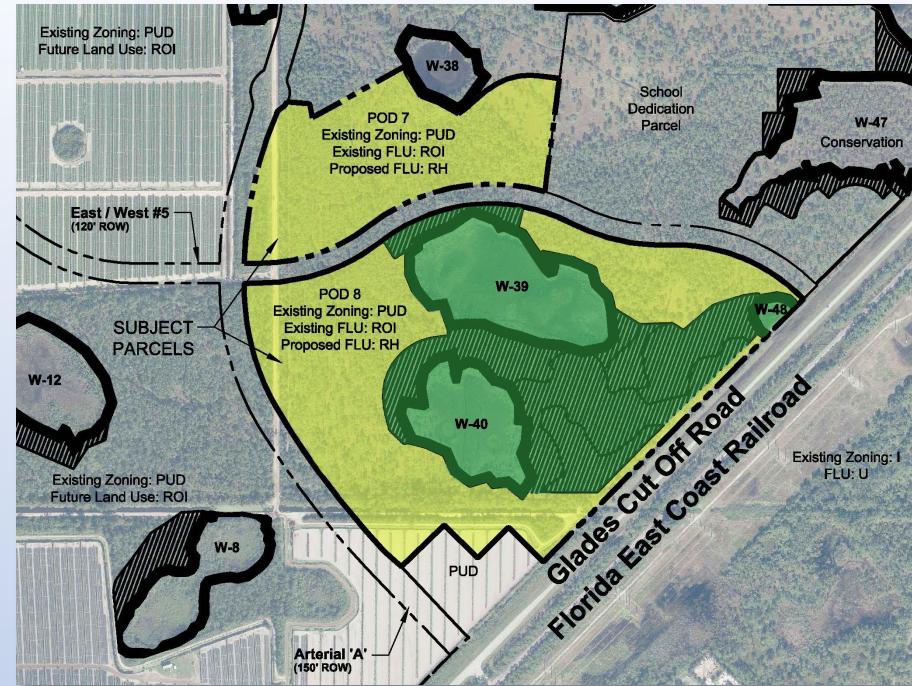 Existing Zoning: PUD
Future Land Use: ROI
W-38
POD 7
Existing Zoning: PUD
Existing FLU: ROI
Proposed FLU: RH
School
Dedication
Parcel
W-47
Conservation
East / West #5
(120' ROW)
POD 8
Existing Zoning: PUD
Existing FLU: ROI
Proposed FLU: RH
SUBJECT
PARCELS
W-39
W-48
W-12
W-40
Glades Cut Off Road
Florida East Coast Railroad
Existing Zoning: I
FLU: U
Existing Zoning: PUD
Future Land Use: ROI
W-8
PUD
Arterial 'A'
(150' ROW)